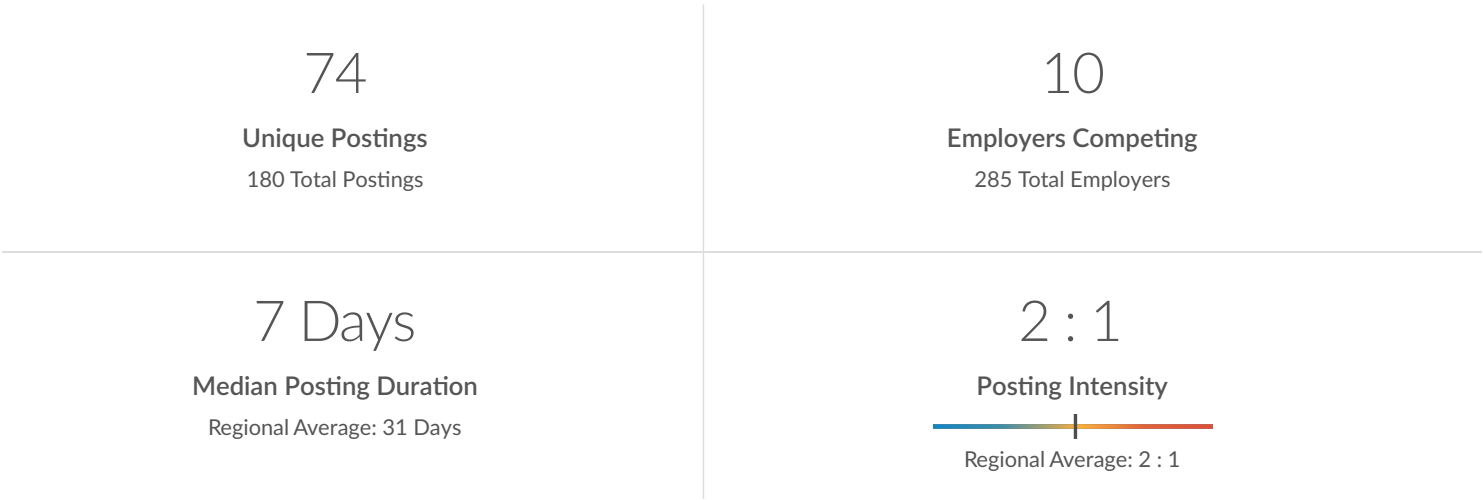 74
Unique Postings
180 Total Postings
10
Employers Competing
285 Total Employers
7 Days
Median Posting Duration
Regional Average: 31 Days
2 : 1
Posting Intensity
Regional Average: 2 : 1